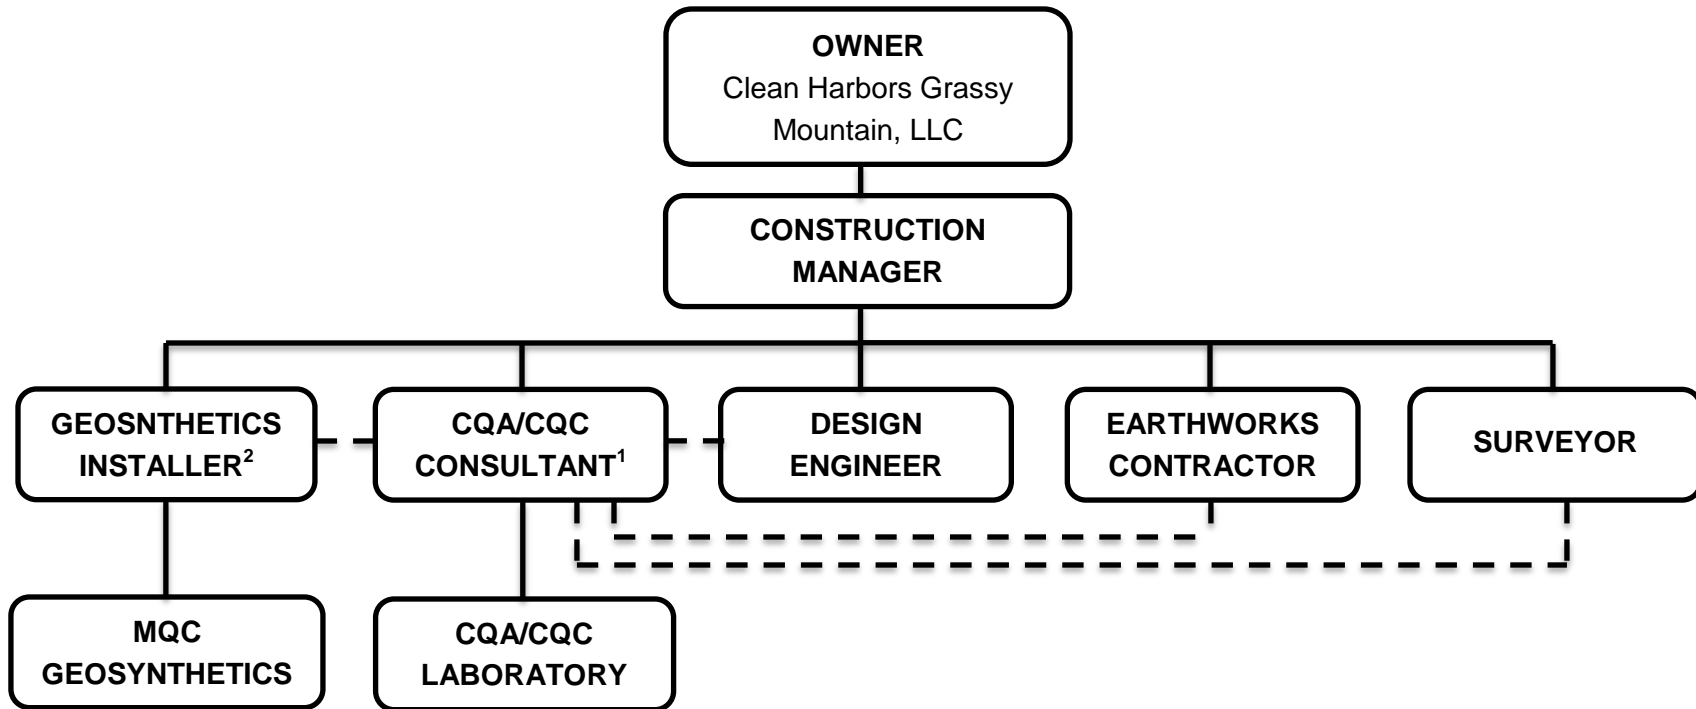 OWNER
Clean Harbors Grassy
Mountain, LLC
CONSTRUCTION
MANAGER
GEOSNTHETICS
INSTALLER²
CQA/CQC
CONSULTANT¹
DESIGN
ENGINEER
EARTHWORKS
CONTRACTOR
SURVEYOR
MQC
GEOSYNTHETICS
CQA/CQC
LABORATORY